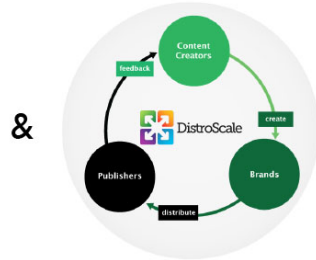 Content
Creators
feedback
create
&
DistroScale
Publishers
Brands
distribute